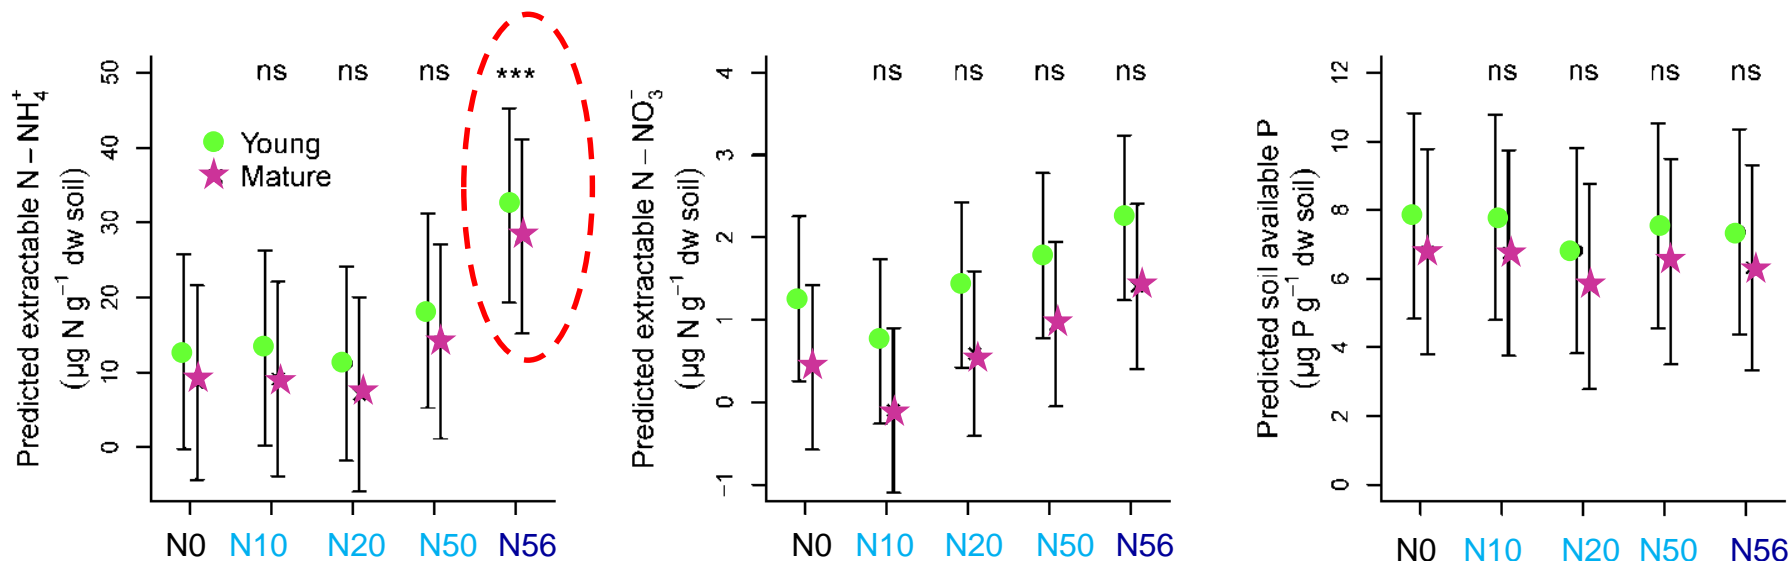 Predicted extractable N – NH₄⁺
(µg N g⁻¹ dw soil)
50
40
30
20
10
0
ns
ns
ns
***
Young
Mature
N0
N10
N20
N50
N56
Predicted extractable N – NO₃⁻
(µg N g⁻¹ dw soil)
4
3
2
1
0
−1
ns
ns
ns
ns
N0
N10
N20
N50
N56
Predicted soil available P
(µg P g⁻¹ dw soil)
12
10
8
6
4
2
0
ns
ns
ns
ns
N0
N10
N20
N50
N56